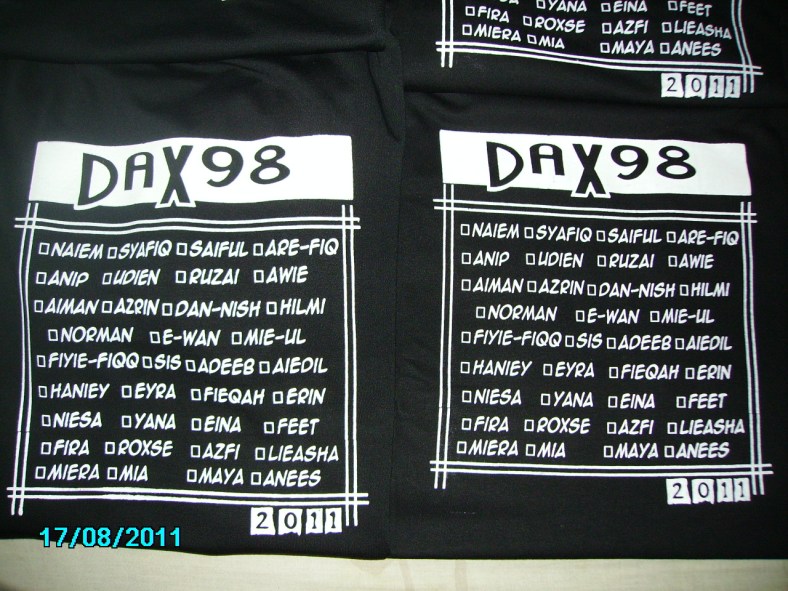 YANA EINA FEET
FIRA ROXSE AZFI LIEASHA
MIERA MIA MAYA ANEES
2011
DAX98
NAIEM SYAFIQ SAIFUL ARE-FIQ
ANIP UDIEN RUZAI AWIE
AIMAN AZRIN DAN-NISH HILMI
NORMAN E-WAN MIE-UL
FIYIE-FIQQ SIS ADEEB AIEDIL
HANIEY EYRA FIEQAH ERIN
NIESA YANA EINA FEET
FIRA ROXSE AZFI LIEASHA
MIERA MIA MAYA ANEES
2011
DAX98
NAIEM SYAFIQ SAIFUL ARE-FIQ
ANIP UDIEN RUZAI AWIE
AIMAN AZRIN DAN-NISH HILMI
NORMAN E-WAN MIE-UL
FIYIE-FIQQ SIS ADEEB AIEDIL
HANIEY EYRA FIEQAH ERIN
NIESA YANA EINA FEET
FIRA ROXSE AZFI LIEASHA
MIERA MIA MAYA ANEES
2011
17/08/2011